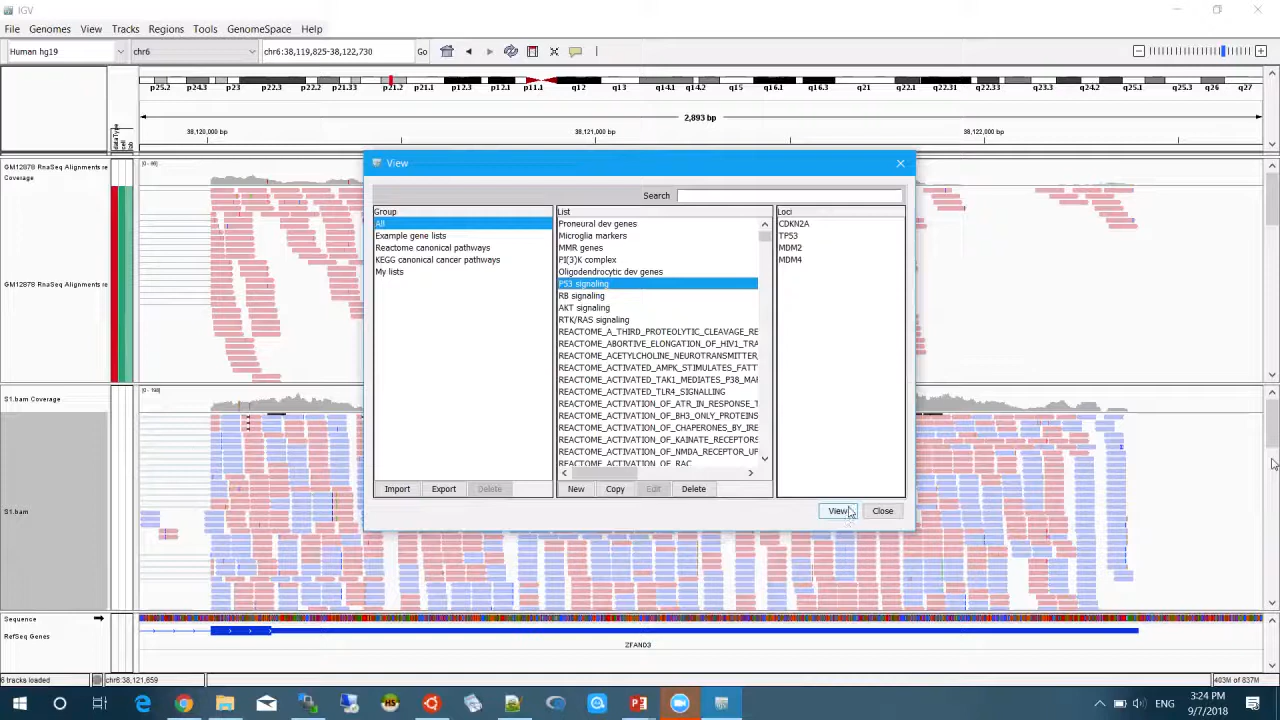 IGV
File Genomes View Tracks Regions Tools GenomeSpace Help
Human hg19 chr6 chr6:38,119,825-38,122,730 Go
p25.2 p24.3 p23 p22.3 p22.2 p22.1 p21.2 p21.1 p12.3 p12.1 p11.1 q12 q13 q14.1 q14.2 q15 q16.1 q16.2 q16.3 q21 q22.1 q22.31 q22.33 q23.3 q24.1 q24.3 q25.1 q25.3 q26 q27
2,893 bp
38,120,000 bp 38,121,000 bp 38,122,000 bp
GM12878 RnaSeq Alignments re
Coverage
GM12878 RnaSeq Alignments re
S1.bam Coverage
S1.bam
View
Search
Group
All
Example gene lists
Reactome canonical pathways
KEGG canonical cancer pathways
My lists
Import Export Delete
List
Proneural dev genes
Microglia markers
MMR genes
PI(3)K complex
Oligodendrocytic dev genes
P53 signaling
RB signaling
AKT signaling
RTK/RAS signaling
REACTOME_A_THIRD_PROTEOLYTIC_CLEAVAGE_RE
REACTOME_ABORTIVE_ELONGATION_OF_HIV1_TRA
REACTOME_ACETYLCHOLINE_NEUROTRANSMITTER_
REACTOME_ACTIVATED_AMPK_STIMULATES_FATT
REACTOME_ACTIVATED_TAK1_MEDIATES_P38_MA
REACTOME_ACTIVATED_TLR4_SIGNALLING
REACTOME_ACTIVATION_OF_ATR_IN_RESPONSE_T
REACTOME_ACTIVATION_OF_BH3_ONLY_PROTEINS
REACTOME_ACTIVATION_OF_CHAPERONES_BY_IRE
REACTOME_ACTIVATION_OF_KAINATE_RECEPTORS
REACTOME_ACTIVATION_OF_NMDA_RECEPTOR_UP
REACTOME_ACTIVATION_OF_RAC
New Copy Edit Delete
Loci
CDKN2A
TP53
MDM2
MDM4
View Close
Sequence
RefSeq Genes
ZFAND3
6 tracks loaded chr6:38,121,659 403M of 837M
ENG
3:24 PM
9/7/2018